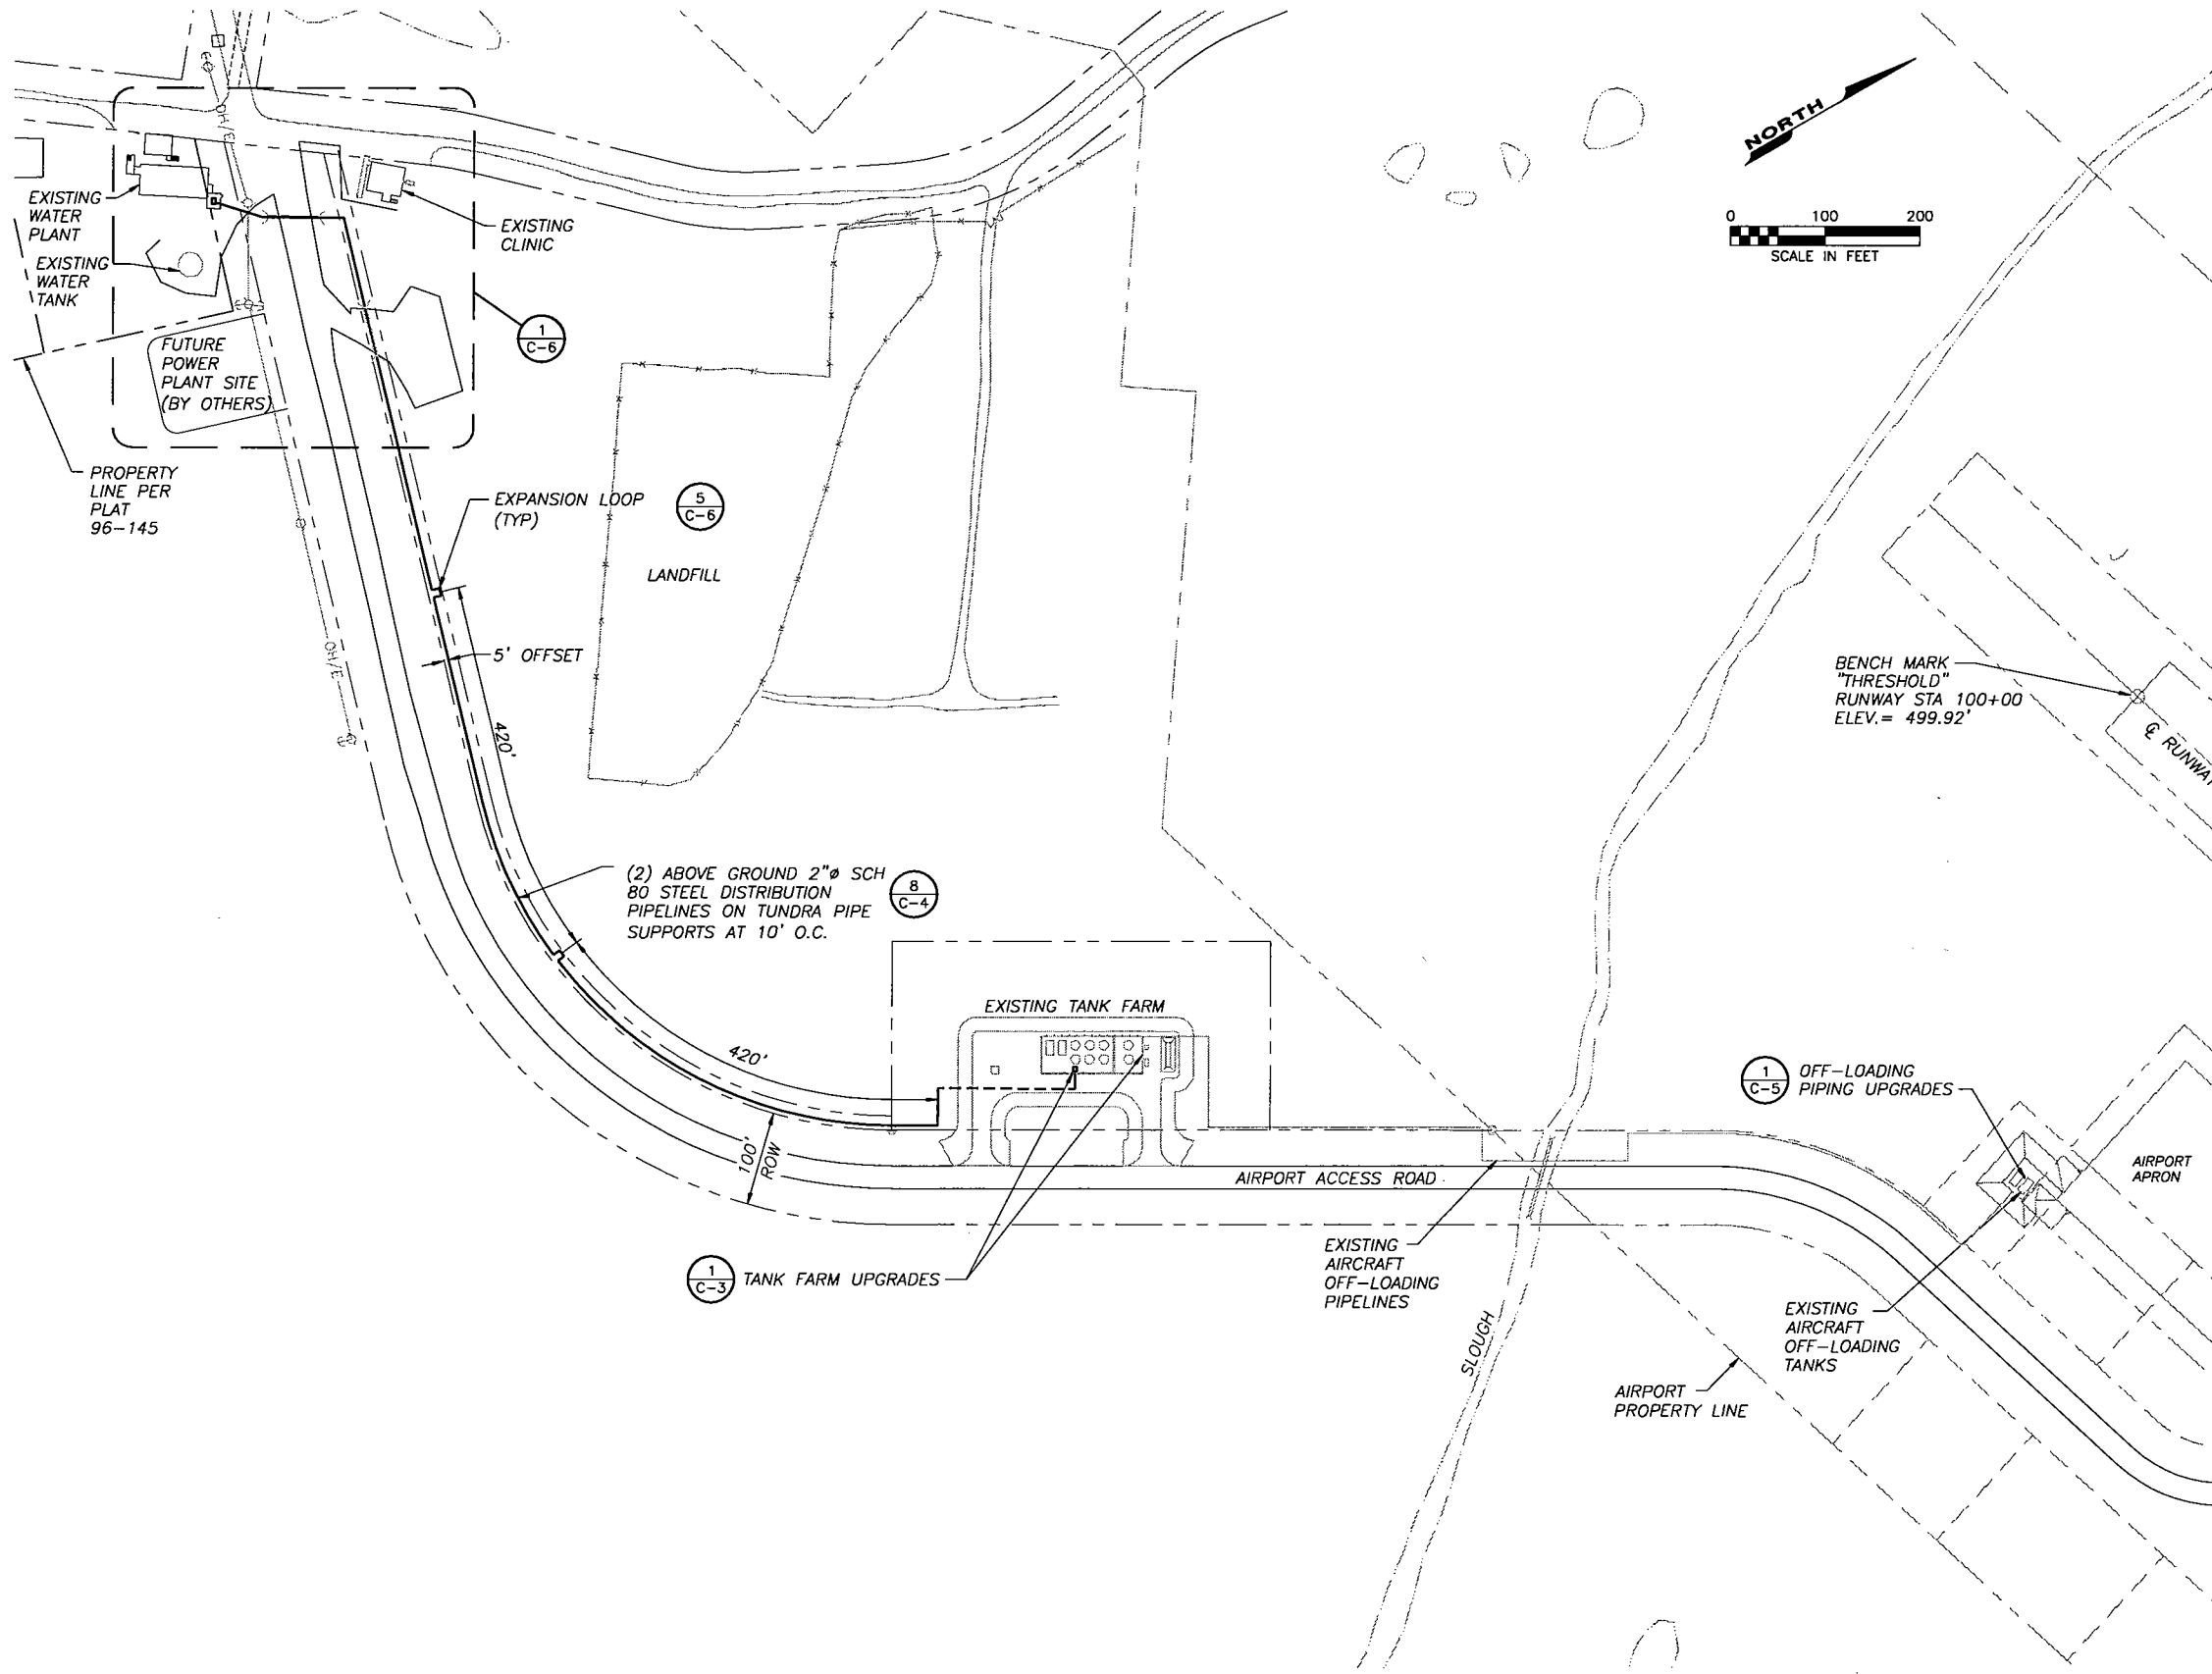 NORTH
0 100 200
SCALE IN FEET
OH/E
EXISTING
WATER
PLANT
EXISTING
WATER
TANK
EXISTING
CLINIC
1
C-6
FUTURE
POWER
PLANT SITE
(BY OTHERS)
PROPERTY
LINE PER
PLAT
96-145
EXPANSION LOOP
(TYP)
5
C-6
LANDFILL
5' OFFSET
OH/E
420'
BENCH MARK
"THRESHOLD"
RUNWAY STA 100+00
ELEV.= 499.92'
℄ RUNWAY
(2) ABOVE GROUND 2"ø SCH
80 STEEL DISTRIBUTION
PIPELINES ON TUNDRA PIPE
SUPPORTS AT 10' O.C.
8
C-4
EXISTING TANK FARM
420'
100'
ROW
1
C-5
OFF-LOADING
PIPING UPGRADES
AIRPORT
APRON
AIRPORT ACCESS ROAD
1
C-3
TANK FARM UPGRADES
EXISTING
AIRCRAFT
OFF-LOADING
PIPELINES
SLOUGH
EXISTING
AIRCRAFT
OFF-LOADING
TANKS
AIRPORT
PROPERTY LINE